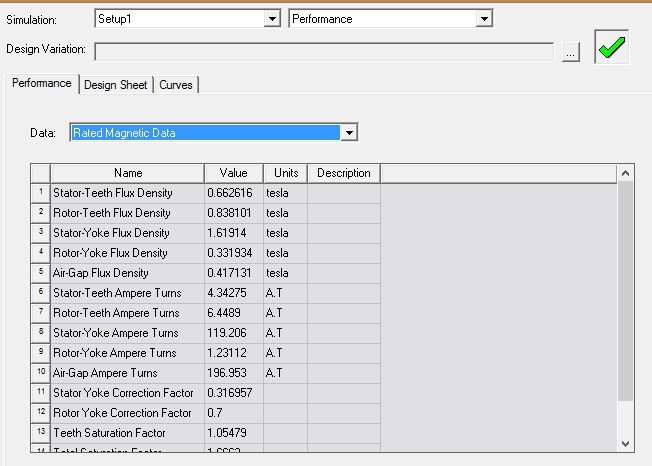 Simulation: Setup1 Performance
Design Variation: ...
Performance Design Sheet Curves
Data: Rated Magnetic Data
Name Value Units Description
1 Stator-Teeth Flux Density 0.662616 tesla
2 Rotor-Teeth Flux Density 0.838101 tesla
3 Stator-Yoke Flux Density 1.61914 tesla
4 Rotor-Yoke Flux Density 0.331934 tesla
5 Air-Gap Flux Density 0.417131 tesla
6 Stator-Teeth Ampere Turns 4.34275 A.T
7 Rotor-Teeth Ampere Turns 6.4489 A.T
8 Stator-Yoke Ampere Turns 119.206 A.T
9 Rotor-Yoke Ampere Turns 1.23112 A.T
10 Air-Gap Ampere Turns 196.953 A.T
11 Stator Yoke Correction Factor 0.316957
12 Rotor Yoke Correction Factor 0.7
13 Teeth Saturation Factor 1.05479
14 Total Saturation Factor